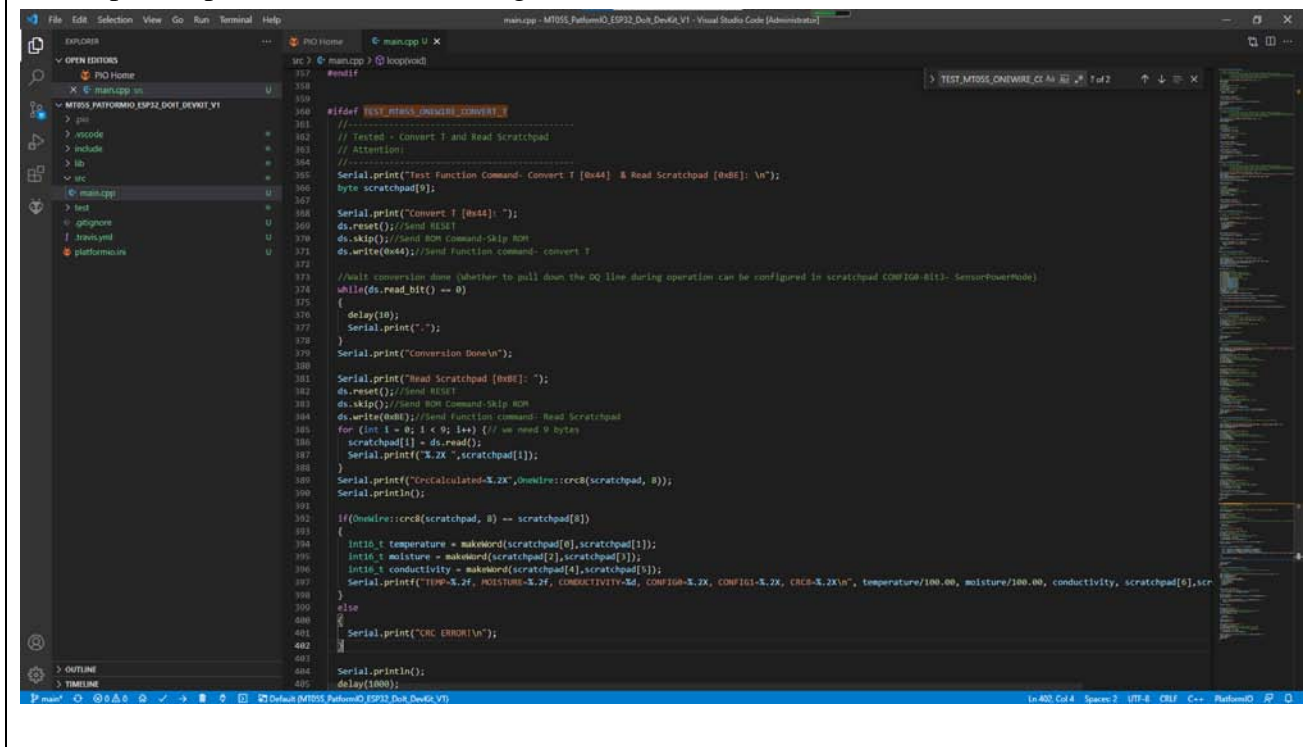 File Edit Selection View Go Run Terminal Help
main.cpp - MT05S_PatformIO_ESP32_DoIt_DevKit_V1 - Visual Studio Code [Administrator]
EXPLORER
OPEN EDITORS
PIO Home
main.cpp src U
MT05S_PATFORMIO_ESP32_DOIT_DEVKIT_V1
.pio
.vscode
include
lib
src
main.cpp U
test
.gitignore U
.travis.yml U
platformio.ini U
OUTLINE
TIMELINE
PIO Home
main.cpp U
src > main.cpp > loop(void)
TEST_MT05S_ONEWIRE_CC 1 of 2
357 #endif
358
359
360 #ifdef TEST_MT05S_ONEWIRE_CONVERT_T
361 //--------------------------------------------
362 // Tested - Convert T and Read Scratchpad
363 // Attention:
364 //--------------------------------------------
365 Serial.print("Test Function Command- Convert T [0x44] & Read Scratchpad [0xBE]: \n");
366 byte scratchpad[9];
367
368 Serial.print("Convert T [0x44]: ");
369 ds.reset();//Send RESET
370 ds.skip();//Send ROM Command-Skip ROM
371 ds.write(0x44);//Send Function command- convert T
372
373 //Wait conversion done (Whether to pull down the DQ line during operation can be configured in scratchpad CONFIG0-Bit3- SensorPowerMode)
374 while(ds.read_bit() == 0)
375 {
376 delay(10);
377 Serial.print(".");
378 }
379 Serial.print("Conversion Done\n");
380
381 Serial.print("Read Scratchpad [0xBE]: ");
382 ds.reset();//Send RESET
383 ds.skip();//Send ROM Command-Skip ROM
384 ds.write(0xBE);//Send Function command- Read Scratchpad
385 for (int i = 0; i < 9; i++) {// we need 9 bytes
386 scratchpad[i] = ds.read();
387 Serial.printf("%.2X ",scratchpad[i]);
388 }
389 Serial.printf("CrcCalculated=%.2X",OneWire::crc8(scratchpad, 8));
390 Serial.println();
391
392 if(OneWire::crc8(scratchpad, 8) == scratchpad[8])
393 {
394 int16_t temperature = makeWord(scratchpad[0],scratchpad[1]);
395 int16_t moisture = makeWord(scratchpad[2],scratchpad[3]);
396 int16_t conductivity = makeWord(scratchpad[4],scratchpad[5]);
397 Serial.printf("TEMP=%.2f, MOISTURE=%.2f, CONDUCTIVITY=%d, CONFIG0=%.2X, CONFIG1=%.2X, CRC8=%.2X\n", temperature/100.00, moisture/100.00, conductivity, scratchpad[6],scr
398 }
399 else
400 {
401 Serial.print("CRC ERROR!\n");
402 }
403
404 Serial.println();
405 delay(1000);
main* 0 0 0 Default (MT05S_PatformIO_ESP32_DoIt_DevKit_V1)
Ln 402, Col 4 Spaces: 2 UTF-8 CRLF C++ PlatformIO